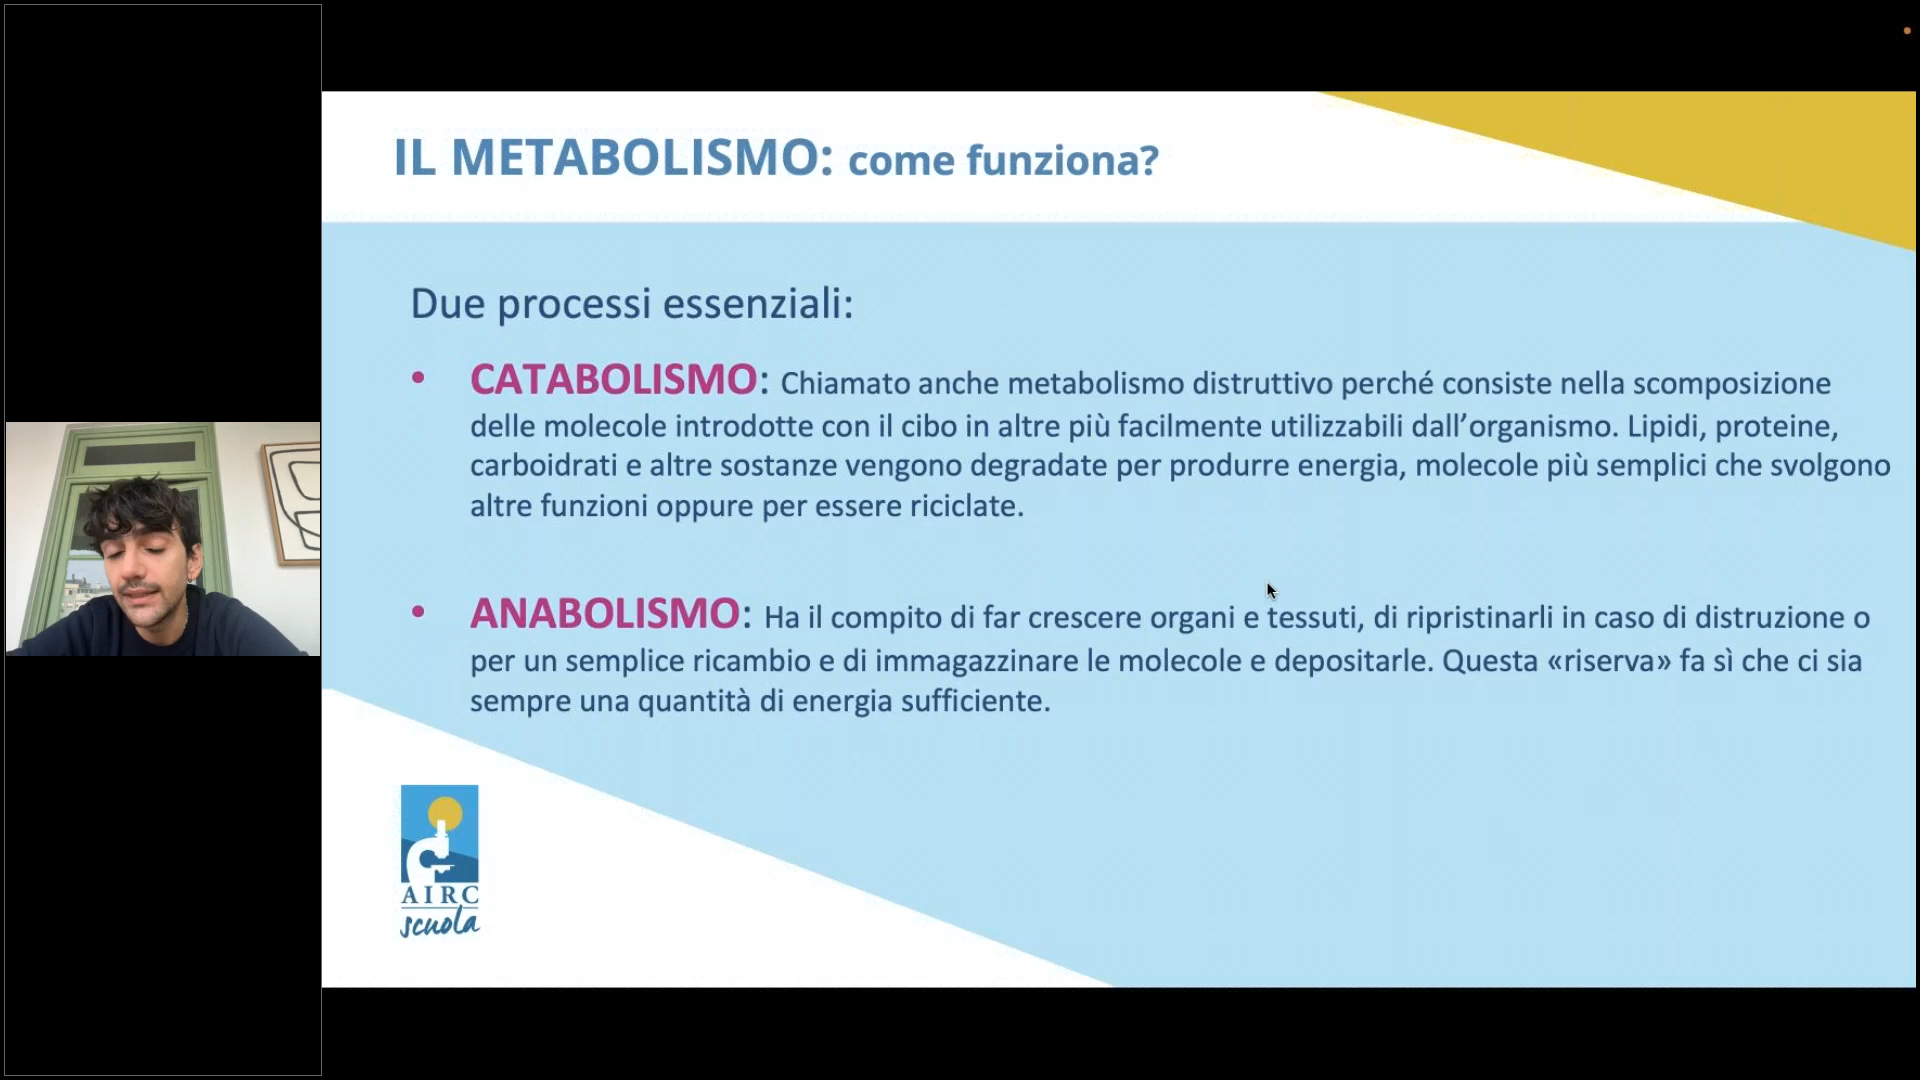 IL METABOLISMO: come funziona?
Due processi essenziali:
• CATABOLISMO: Chiamato anche metabolismo distruttivo perché consiste nella scomposizione
delle molecole introdotte con il cibo in altre più facilmente utilizzabili dall’organismo. Lipidi, proteine,
carboidrati e altre sostanze vengono degradate per produrre energia, molecole più semplici che svolgono
altre funzioni oppure per essere riciclate.
• ANABOLISMO: Ha il compito di far crescere organi e tessuti, di ripristinarli in caso di distruzione o
per un semplice ricambio e di immagazzinare le molecole e depositarle. Questa «riserva» fa sì che ci sia
sempre una quantità di energia sufficiente.
AIRC
scuola